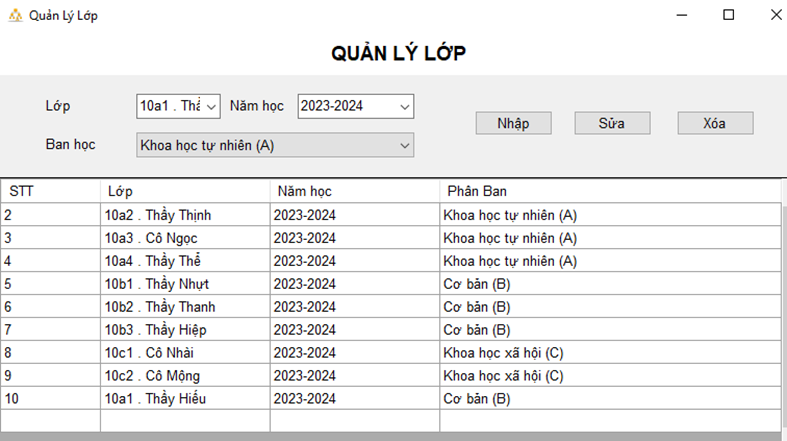 Quản Lý Lớp
QUẢN LÝ LỚP
Lớp 10a1 . Thầ Năm học 2023-2024
Nhập Sửa Xóa
Ban học Khoa học tự nhiên (A)
STT Lớp Năm học Phân Ban
2 10a2 . Thầy Thịnh 2023-2024 Khoa học tự nhiên (A)
3 10a3 . Cô Ngọc 2023-2024 Khoa học tự nhiên (A)
4 10a4 . Thầy Thể 2023-2024 Khoa học tự nhiên (A)
5 10b1 . Thầy Nhựt 2023-2024 Cơ bản (B)
6 10b2 . Thầy Thanh 2023-2024 Cơ bản (B)
7 10b3 . Thầy Hiệp 2023-2024 Cơ bản (B)
8 10c1 . Cô Nhài 2023-2024 Khoa học xã hội (C)
9 10c2 . Cô Mộng 2023-2024 Khoa học xã hội (C)
10 10a1 . Thầy Hiếu 2023-2024 Cơ bản (B)